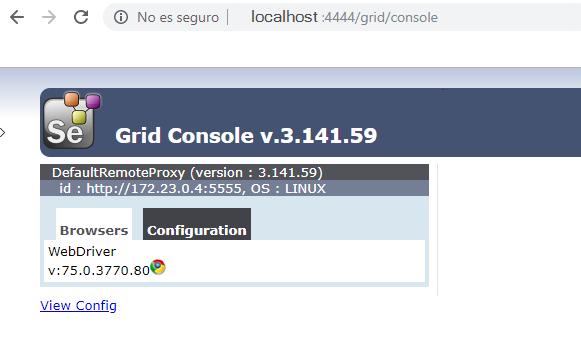 No es seguro | localhost :4444/grid/console
Se
Grid Console v.3.141.59
DefaultRemoteProxy (version : 3.141.59)
id : http://172.23.0.4:5555, OS : LINUX
Browsers Configuration
WebDriver
v:75.0.3770.80
View Config